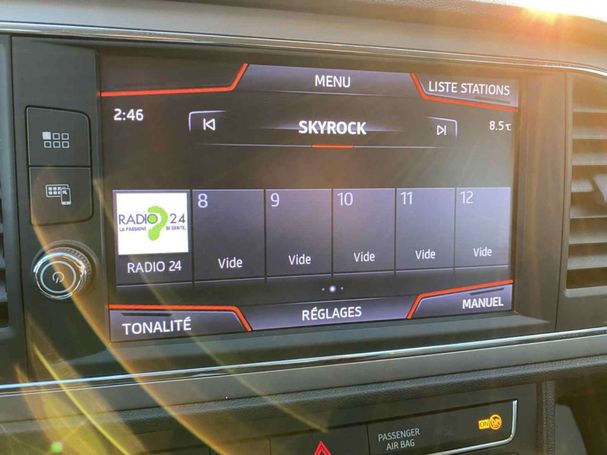 MENU
LISTE STATIONS
2:46
SKYROCK
8.5℃
RADIO 24
LA PASSIONE SI SENTE.
8
9
10
11
12
RADIO 24
Vide
Vide
Vide
Vide
Vide
TONALITÉ
RÉGLAGES
MANUEL
PASSENGER
AIR BAG
ON